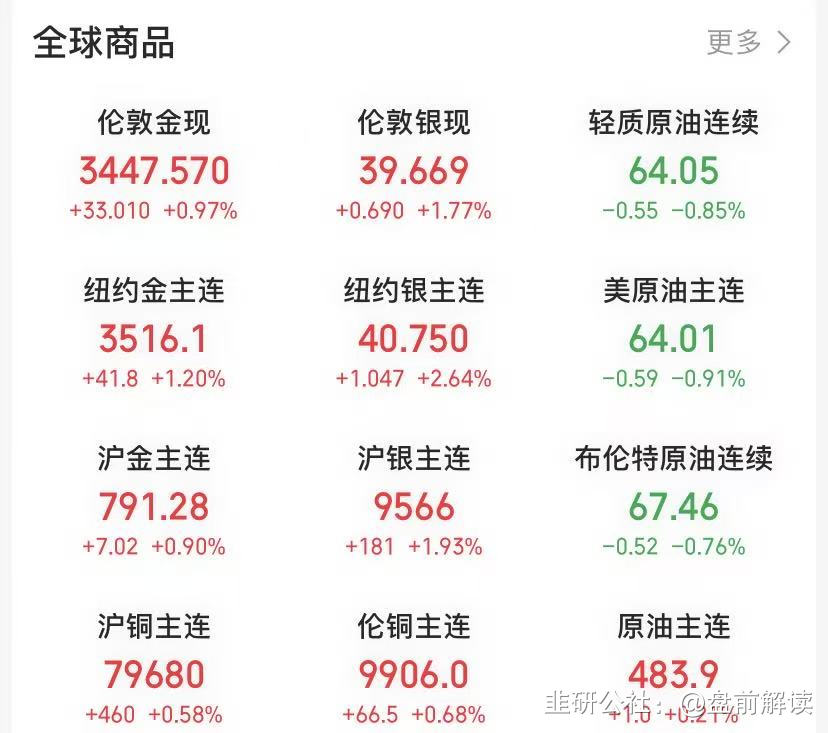 全球商品
更多
伦敦金现 伦敦银现 轻质原油连续
3447.570 39.669 64.05
+33.010 +0.97% +0.690 +1.77% -0.55 -0.85%
纽约金主连 纽约银主连 美原油主连
3516.1 40.750 64.01
+41.8 +1.20% +1.047 +2.64% -0.59 -0.91%
沪金主连 沪银主连 布伦特原油连续
791.28 9566 67.46
+7.02 +0.90% +181 +1.93% -0.52 -0.76%
沪铜主连 伦铜主连 原油主连
79680 9906.0 483.9
+460 +0.58% +66.5 +0.68% +1.0 +0.21%
韭研公社:@盘前解读